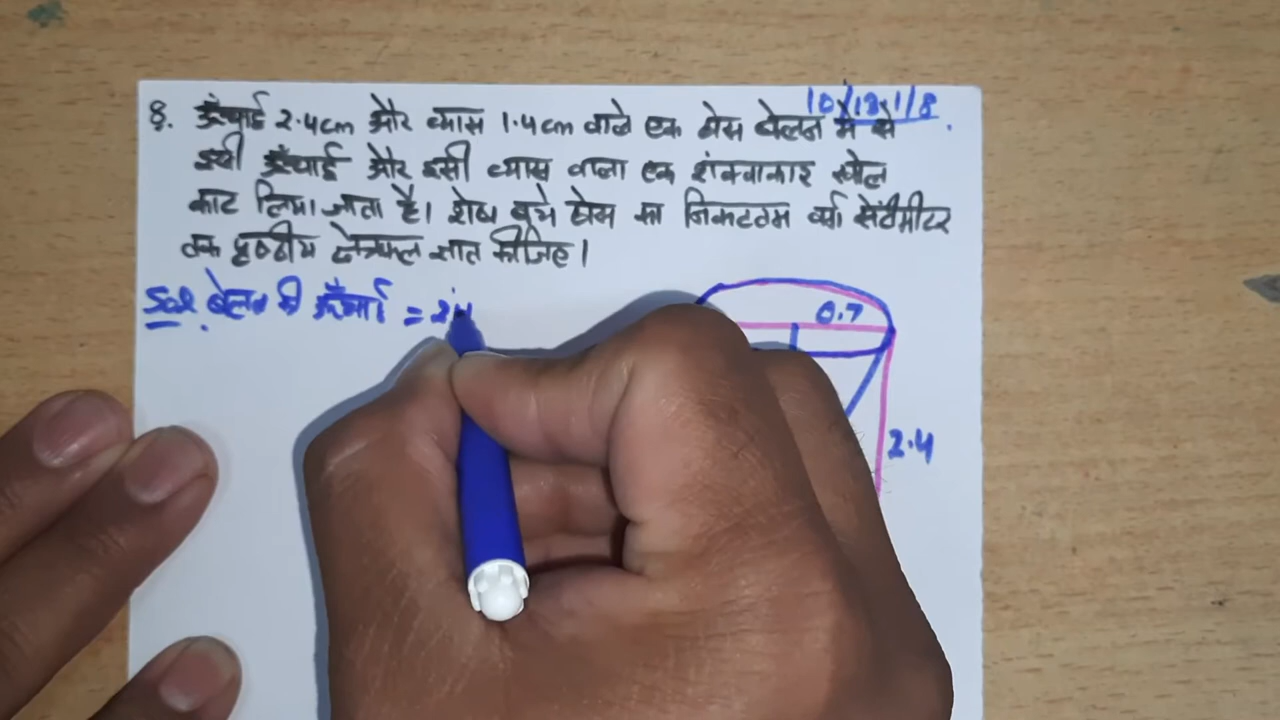 10/13.1/8
8. ऊँचाई 2.4cm और व्यास 1.4cm वाले एक ठोस बेलन में से
इसी ऊँचाई और इसी व्यास वाला एक शंक्वाकार खोल
काट लिया जाता है। शेष बचे ठोस का निकटतम वर्ग सेंटीमीटर
तक पृष्ठीय क्षेत्रफल ज्ञात कीजिए।
Sol. बेलन की ऊँचाई = 2.4
0.7
2.4